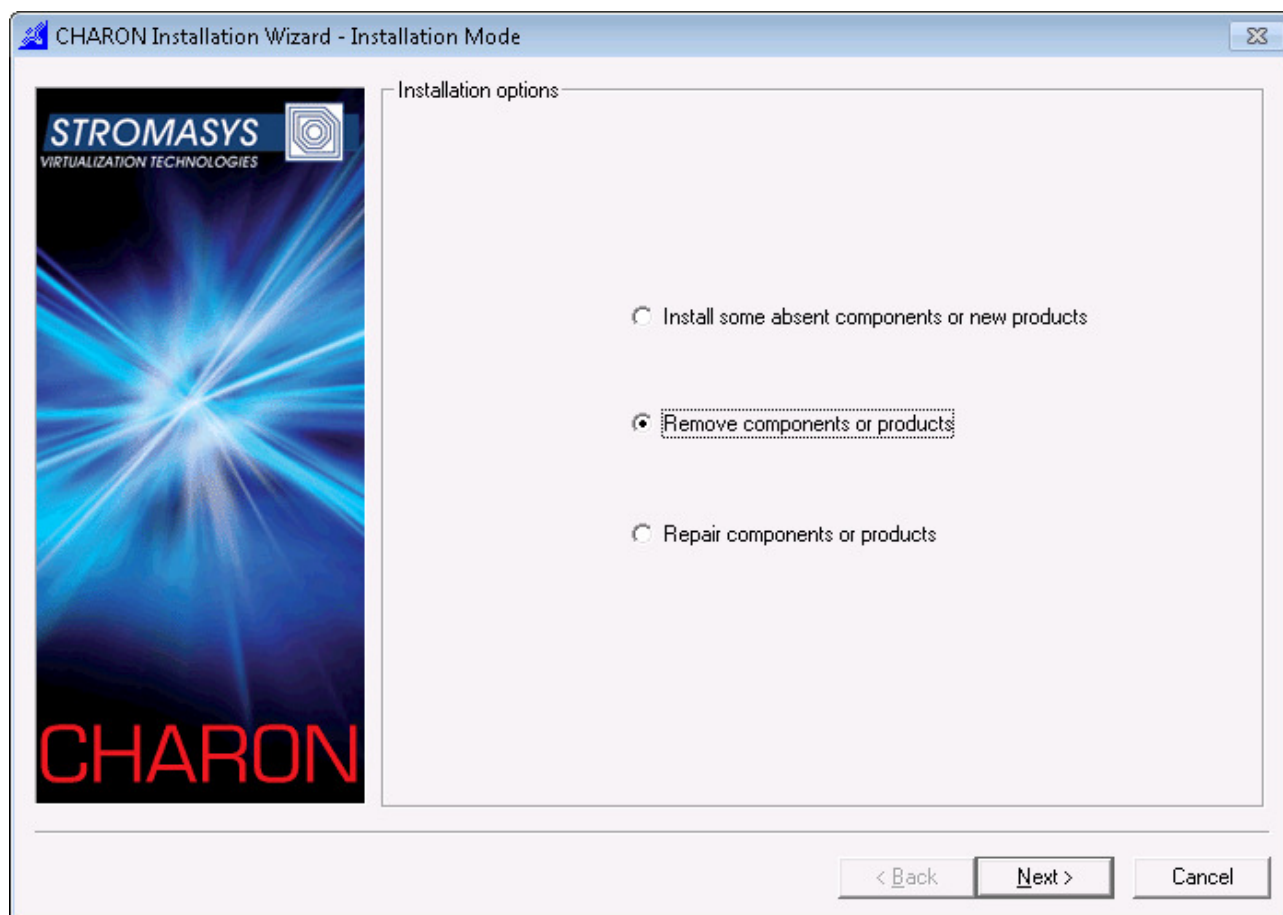 CHARON Installation Wizard - Installation Mode
STROMASYS
VIRTUALIZATION TECHNOLOGIES
CHARON
Installation options
Install some absent components or new products
Remove components or products
Repair components or products
< Back
Next >
Cancel